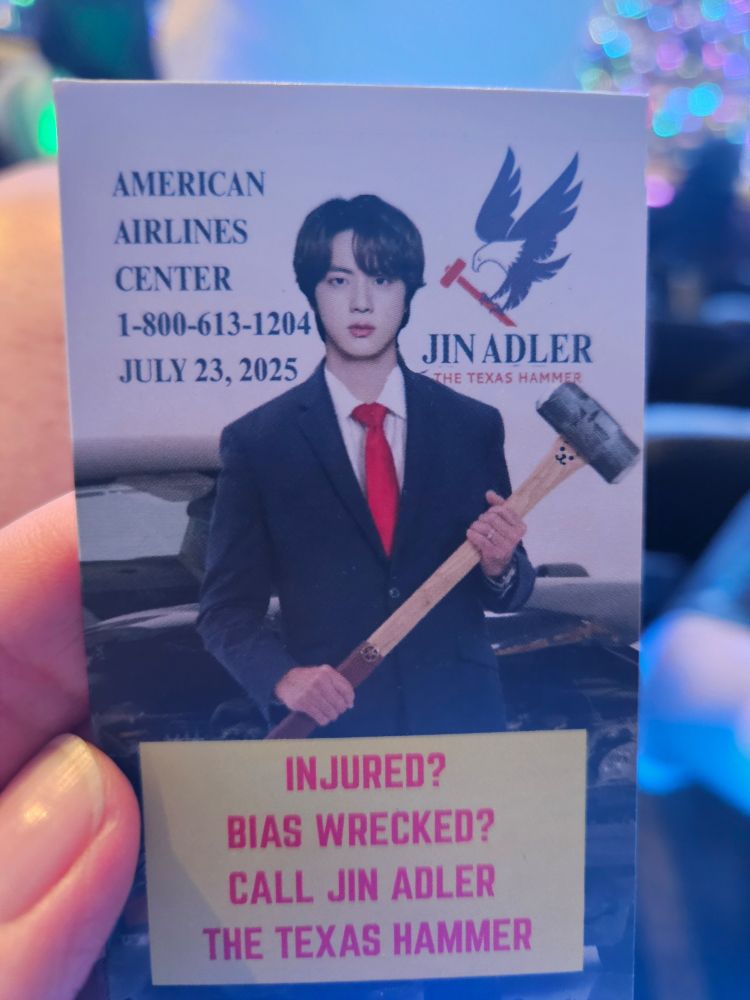 AMERICAN
AIRLINES
CENTER
1-800-613-1204
JULY 23, 2025
JIN ADLER
THE TEXAS HAMMER
INJURED?
BIAS WRECKED?
CALL JIN ADLER
THE TEXAS HAMMER